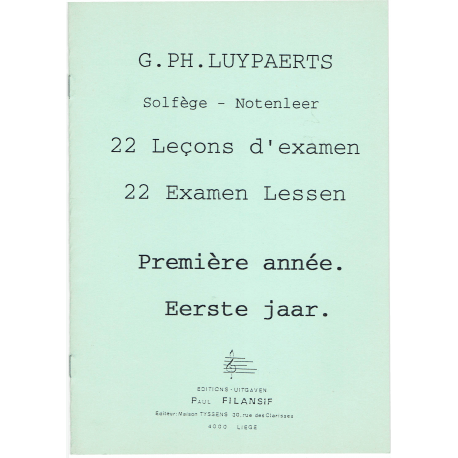 G.PH.LUYPAERTS
Solfège - Notenleer
22 Leçons d'examen
22 Examen Lessen
Première année.
Eerste jaar.
EDITIONS-UITGAVEN
PAUL FILANSIF
Editeur: Maison TYSSENS 20, rue des Clarisses
4000 LIEGE